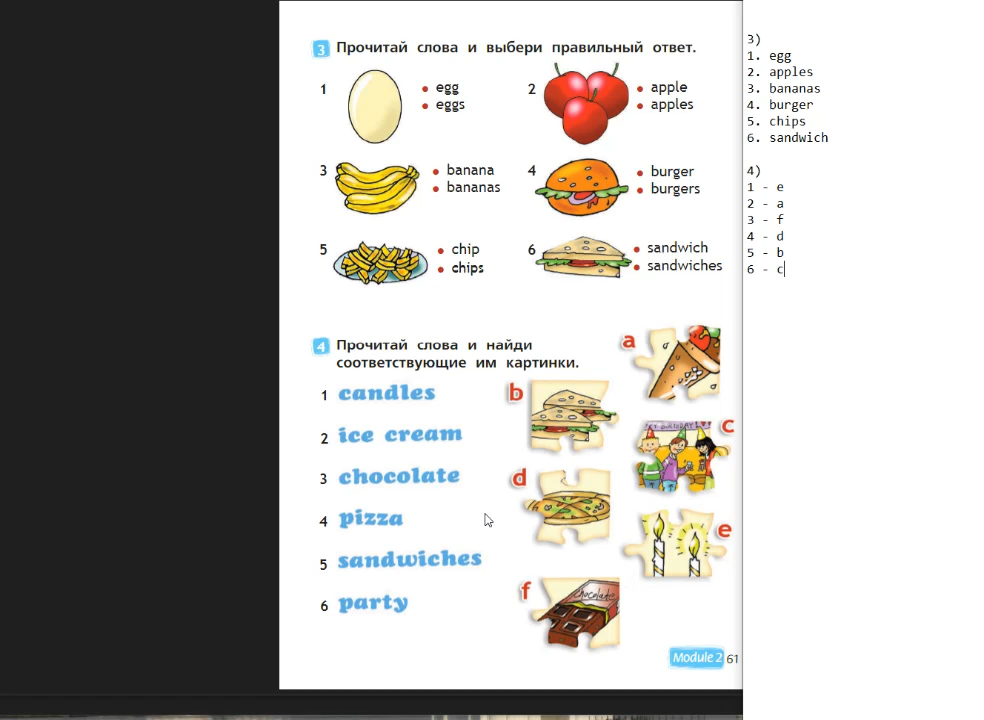 3 Прочитай слова и выбери правильный ответ.
1
• egg
• eggs
2
• apple
• apples
3
• banana
• bananas
4
• burger
• burgers
5
• chip
• chips
6
• sandwich
• sandwiches
4 Прочитай слова и найди
соответствующие им картинки.
1 candles
2 ice cream
3 chocolate
4 pizza
5 sandwiches
6 party
a
b
c
BIRTHDAY
d
e
f
Chocolate
Module 2 61
3)
1. egg
2. apples
3. bananas
4. burger
5. chips
6. sandwich
4)
1 - e
2 - a
3 - f
4 - d
5 - b
6 - c